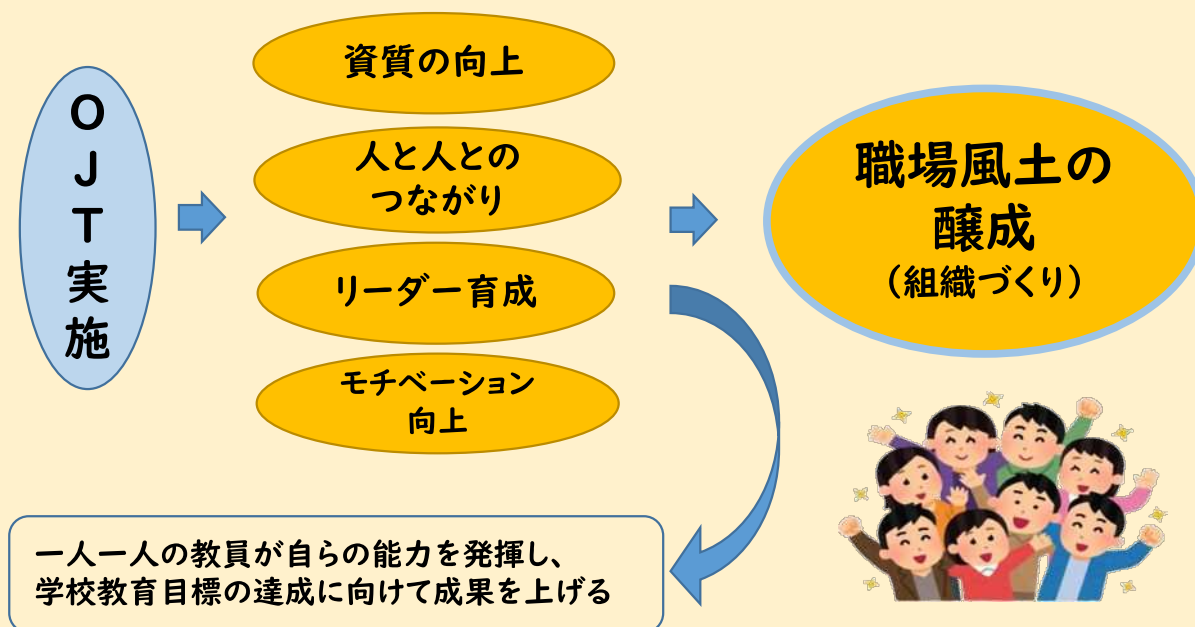 OJT実施
資質の向上
人と人との
つながり
リーダー育成
モチベーション
向上
職場風土の
醸成
（組織づくり）
一人一人の教員が自らの能力を発揮し、
学校教育目標の達成に向けて成果を上げる